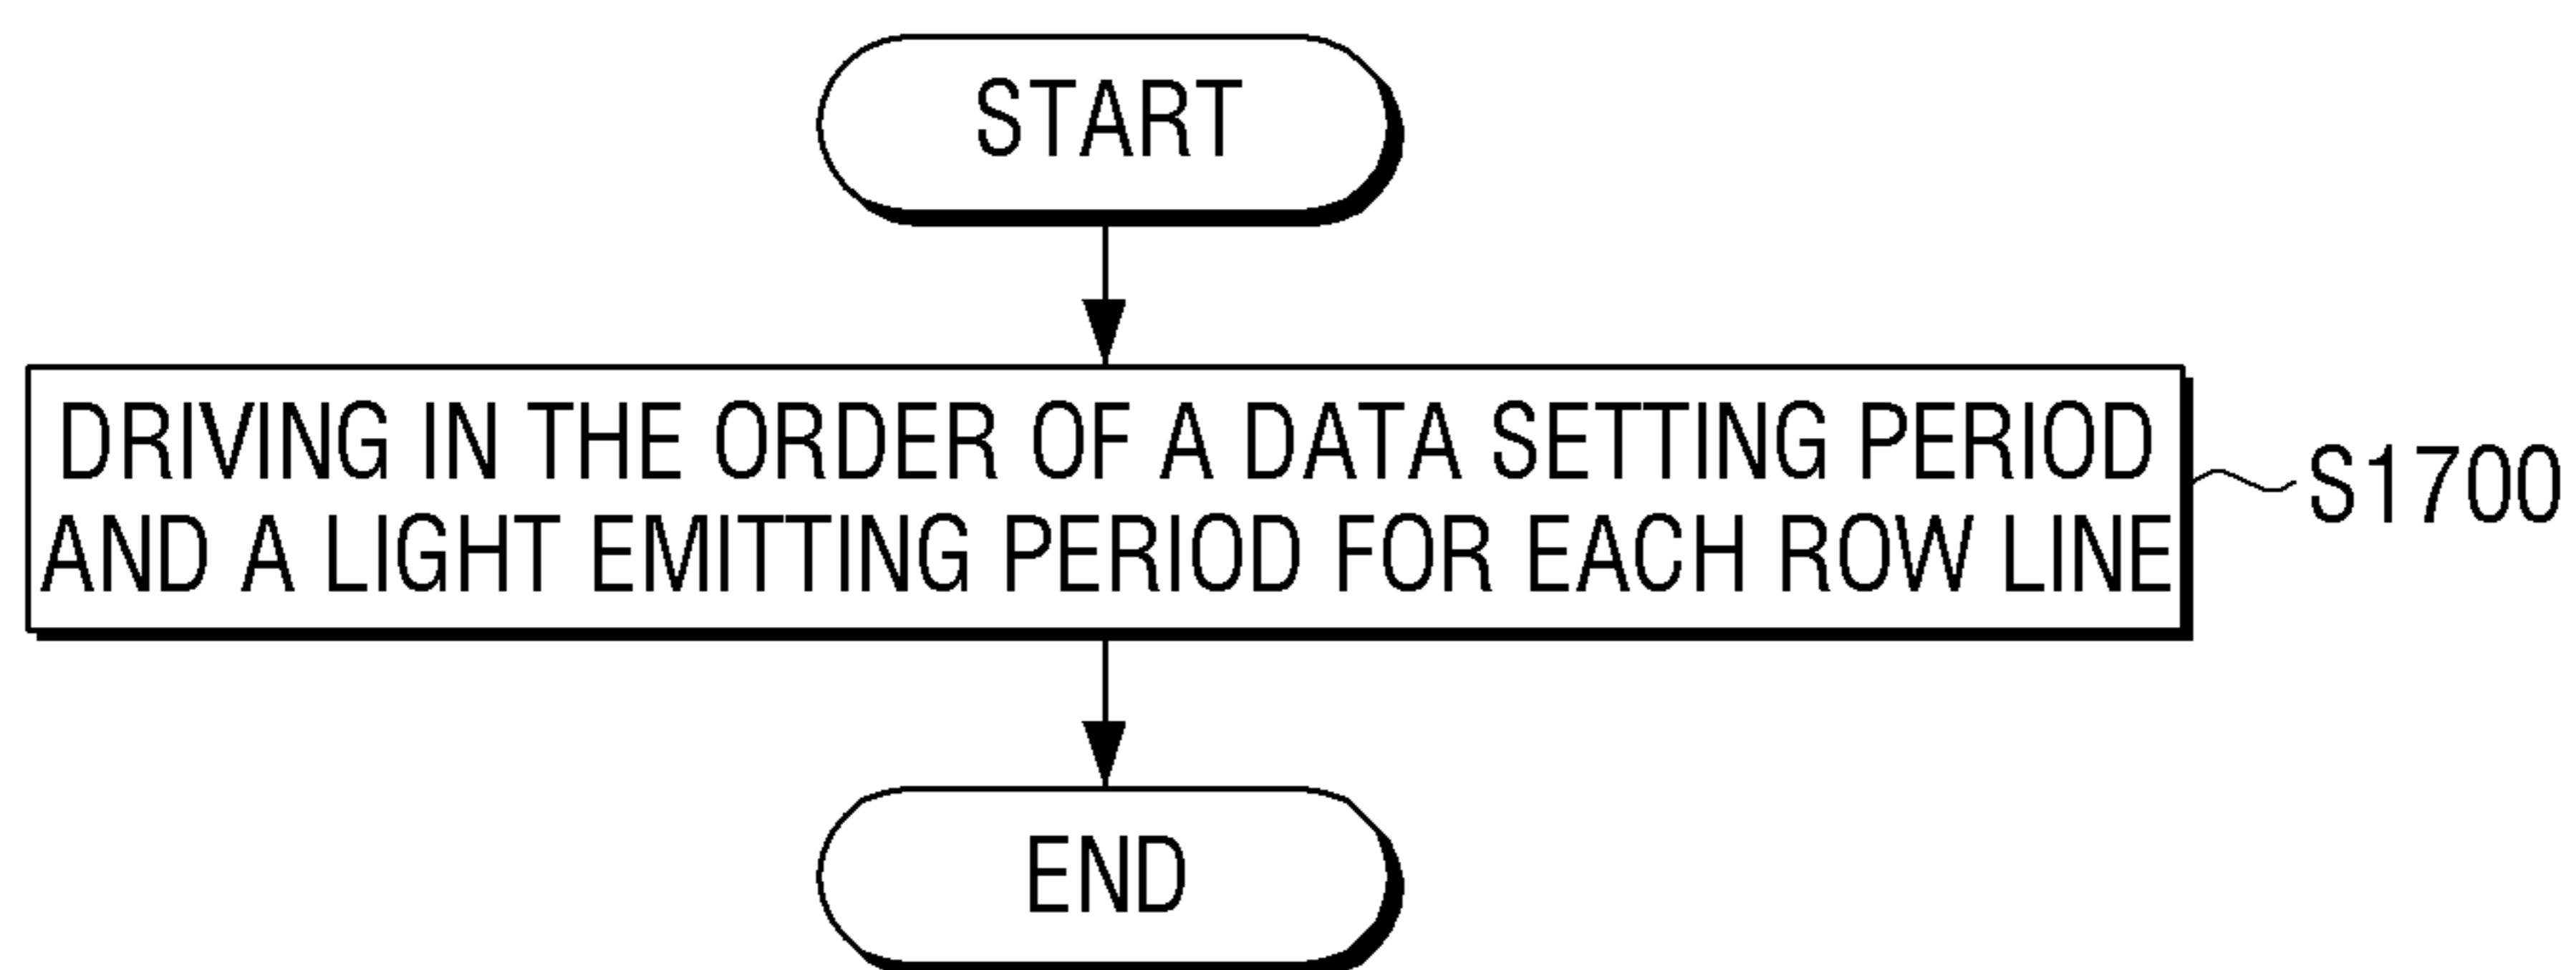 START
DRIVING IN THE ORDER OF A DATA SETTING PERIOD
AND A LIGHT EMITTING PERIOD FOR EACH ROW LINE
S1700
END